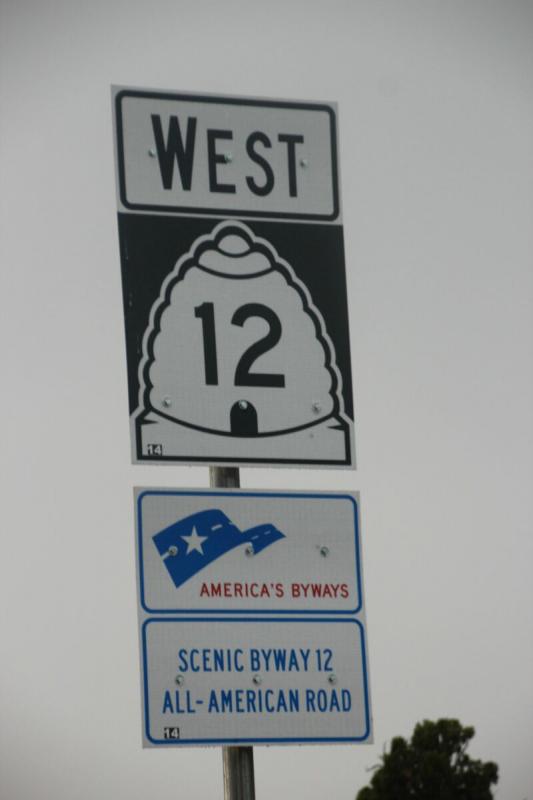 WEST
12
14
AMERICA'S BYWAYS
SCENIC BYWAY 12
ALL-AMERICAN ROAD
14